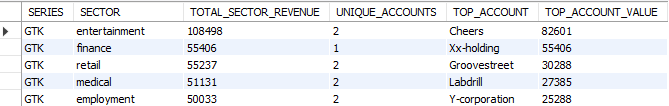 SERIES SECTOR TOTAL_SECTOR_REVENUE UNIQUE_ACCOUNTS TOP_ACCOUNT TOP_ACCOUNT_VALUE
GTK entertainment 108498 2 Cheers 82601
GTK finance 55406 1 Xx-holding 55406
GTK retail 55237 2 Groovestreet 30288
GTK medical 51131 2 Labdrill 27385
GTK employment 50033 2 Y-corporation 25288